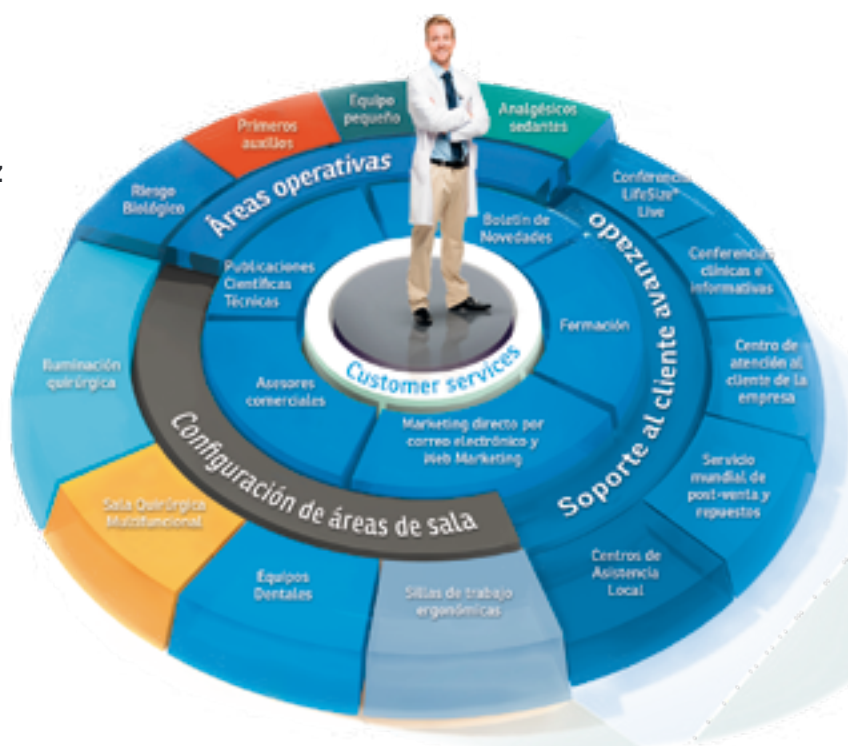 Equipo
pequeño
Analgésicos
sedantes
Primeros
auxilios
z
Riesgo
Biológico
Àreas operativas
Conferencias
LifeSize®
Live
Boletín de
Novedades
Conferencias
clínicas e
informativas
Publicaciones
Científicas
Técnicas
Formación
Soporte al cliente avanzado
Centro de
atención al
cliente de la
empresa
Customer services
Iluminación
quirúrgica
Asesores
comerciales
Marketing directo por
correo electrónico y
Web Marketing
Configuración de áreas de sala
Servicio
mundial de
post-venta y
repuestos
Sala Quirúrgica
Multifuncional
Centros de
Asistencia
Local
Equipos
Dentales
Sillas de trabajo
ergonómicas